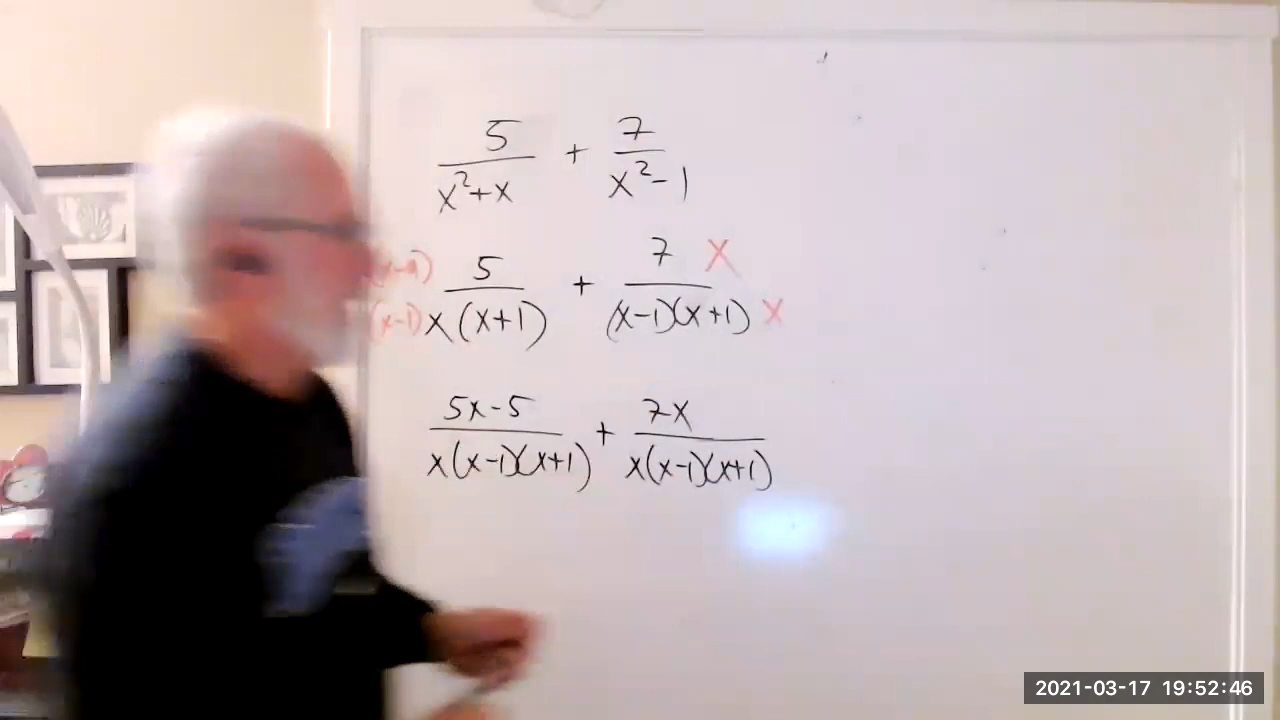 5/(x²+x) + 7/(x²-1)
(x-1) 5/(x-1) x(x+1) + 7 x/(x-1)(x+1) x
(5x-5)/(x(x-1)(x+1)) + 7x/(x(x-1)(x+1))
2021-03-17 19:52:46